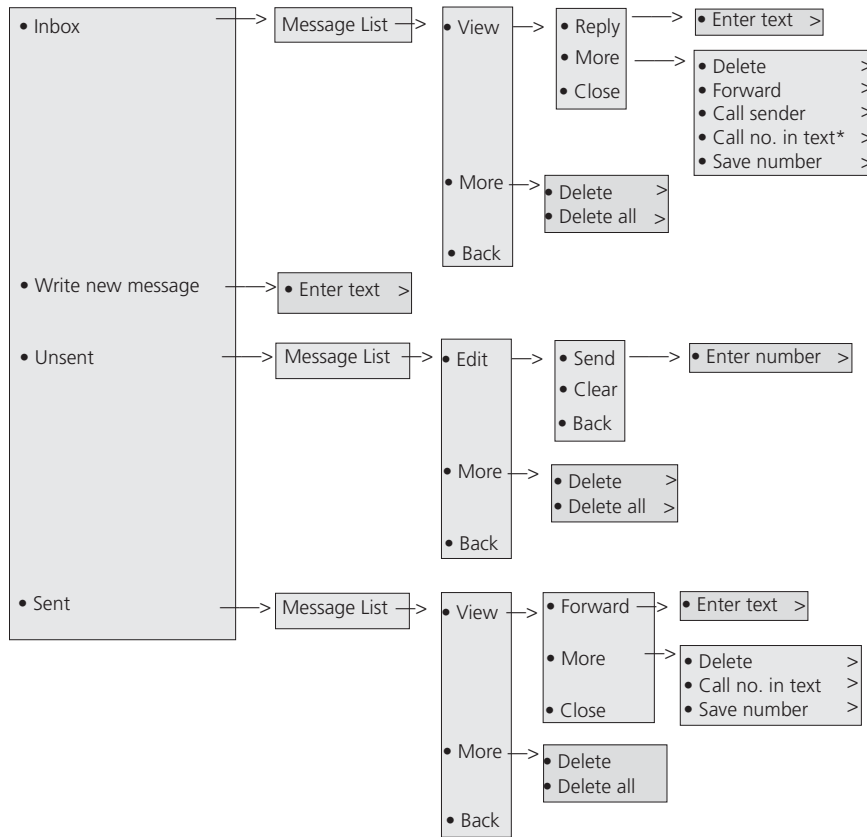 • Inbox —> Message List —> • View —> • Reply —> • Enter text >
• More —> • Delete >
• Close • Forward >
• Call sender >
• Call no. in text* >
• Save number >
• More —> • Delete >
• Delete all >
• Back
• Write new message —> • Enter text >
• Unsent —> Message List —> • Edit —> • Send —> • Enter number >
• Clear
• Back
• More —> • Delete >
• Delete all >
• Back
• Sent —> Message List —> • View —> • Forward —> • Enter text >
• More —> • Delete >
• Call no. in text >
• Close • Save number >
• More —> • Delete
• Delete all
• Back